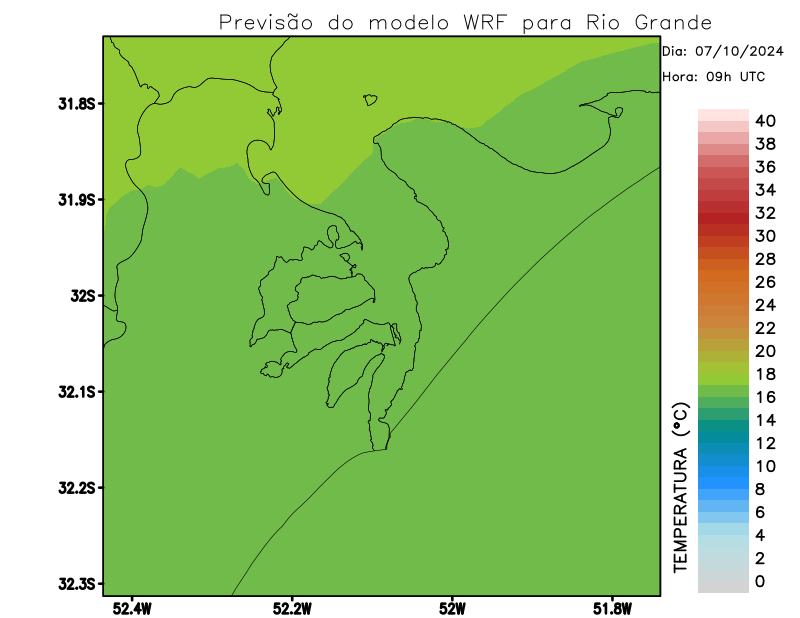 Previsão do modelo WRF para Rio Grande
Dia: 07/10/2024
Hora: 09h UTC
31.8S
31.9S
32S
32.1S
32.2S
32.3S
52.4W
52.2W
52W
51.8W
TEMPERATURA (°C)
40
38
36
34
32
30
28
26
24
22
20
18
16
14
12
10
8
6
4
2
0